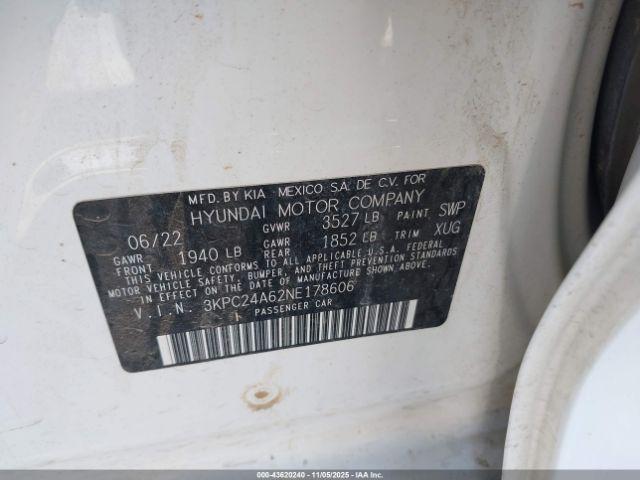 MFD. BY KIA MEXICO S.A. DE C.V. FOR
HYUNDAI MOTOR COMPANY
06/22 GVWR 3527 LB PAINT SWP
GAWR FRONT 1940 LB GAWR REAR 1852 LB TRIM XUG
THIS VEHICLE CONFORMS TO ALL APPLICABLE U.S.A. FEDERAL
MOTOR VEHICLE SAFETY, BUMPER, AND THEFT PREVENTION STANDARDS
IN EFFECT ON THE DATE OF MANUFACTURE SHOWN ABOVE.
V.I.N. 3KPC24A62NE178606
PASSENGER CAR
000-43620240 11/05/2025 IAAI.COM